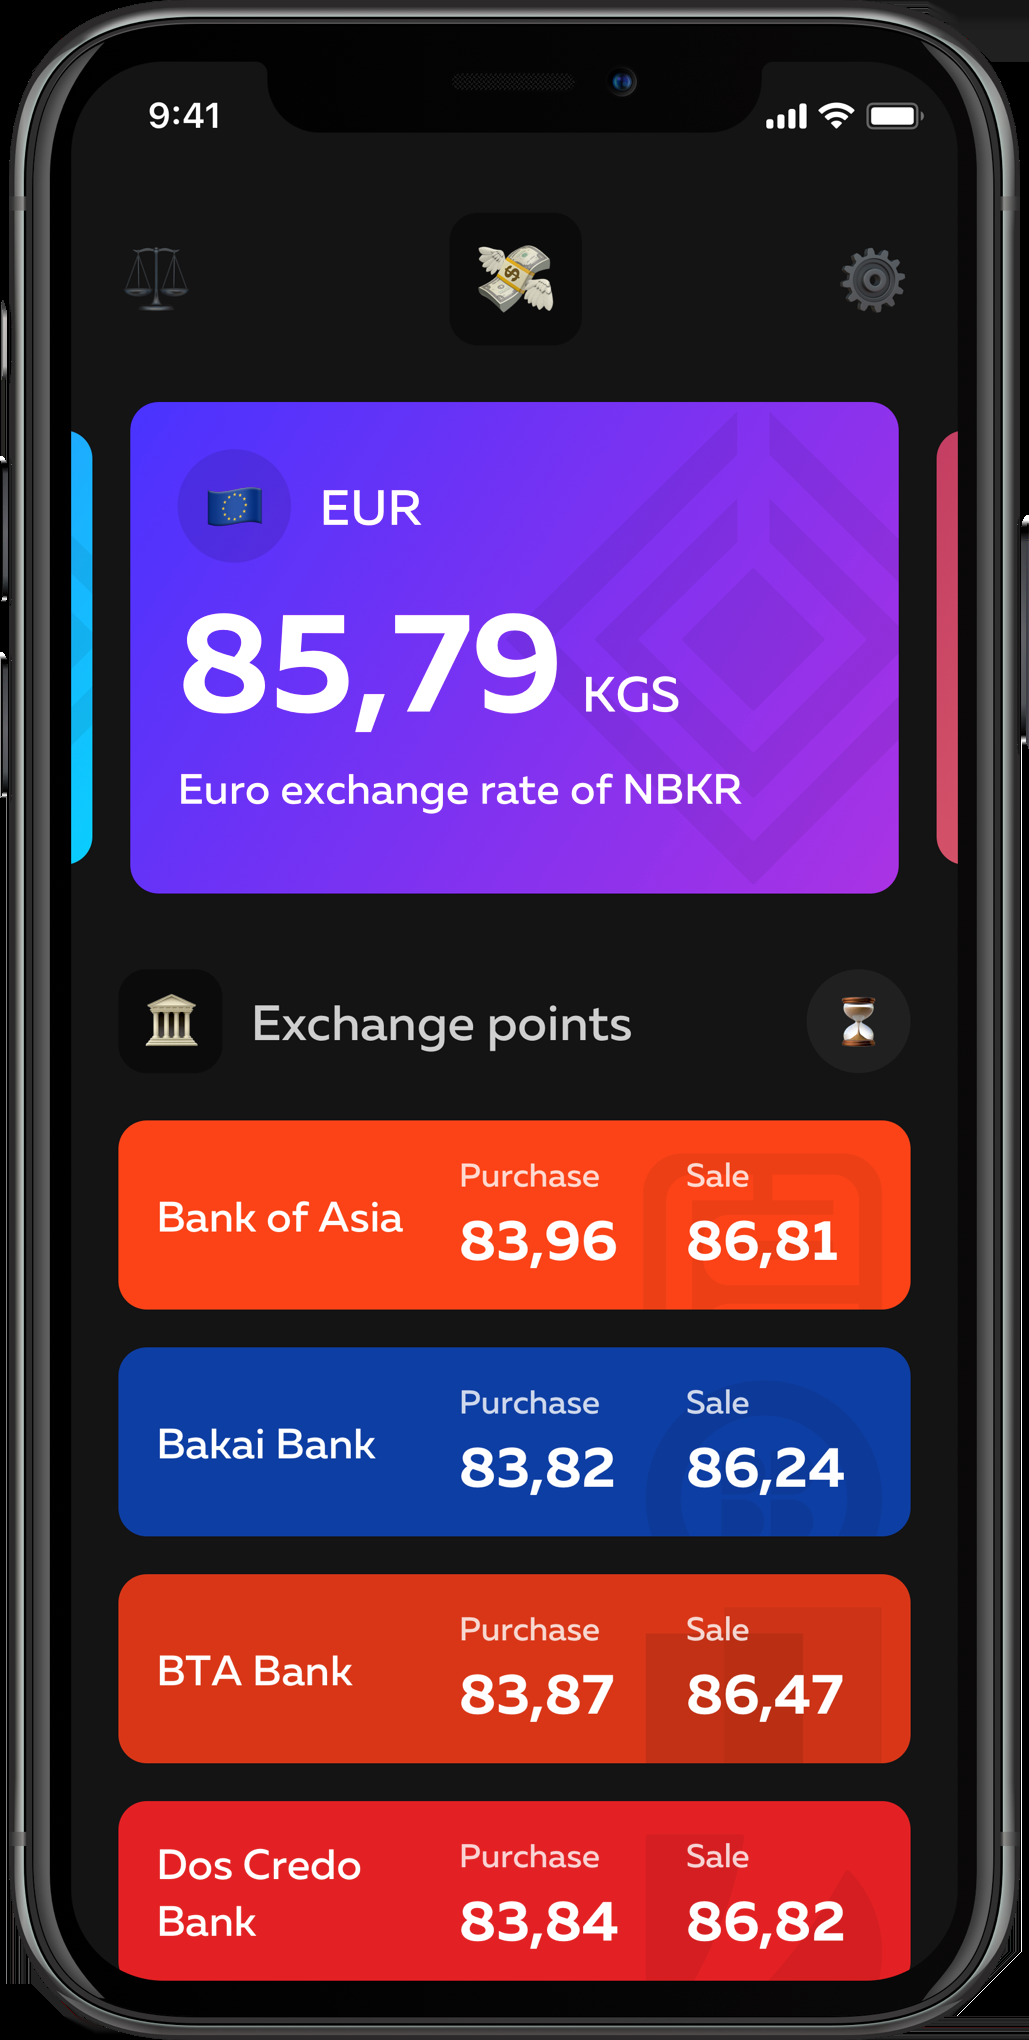 9:41
EUR
85,79 KGS
Euro exchange rate of NBKR
Exchange points
Purchase Sale
Bank of Asia
83,96 86,81
Purchase Sale
Bakai Bank
83,82 86,24
Purchase Sale
BTA Bank
83,87 86,47
Purchase Sale
Dos Credo
Bank
83,84 86,82